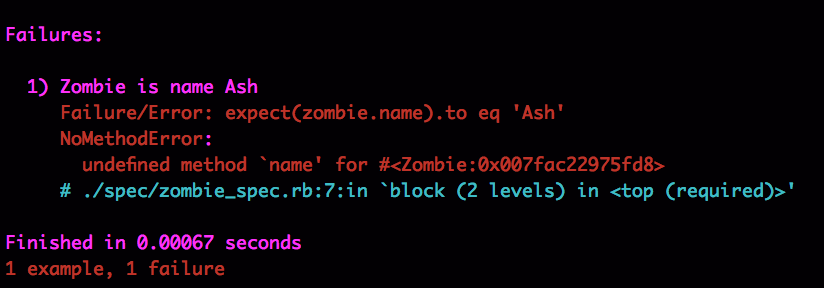 Failures:
1) Zombie is name Ash
Failure/Error: expect(zombie.name).to eq 'Ash'
NoMethodError:
undefined method `name' for #<Zombie:0x007fac22975fd8>
# ./spec/zombie_spec.rb:7:in `block (2 levels) in <top (required)>'
Finished in 0.00067 seconds
1 example, 1 failure